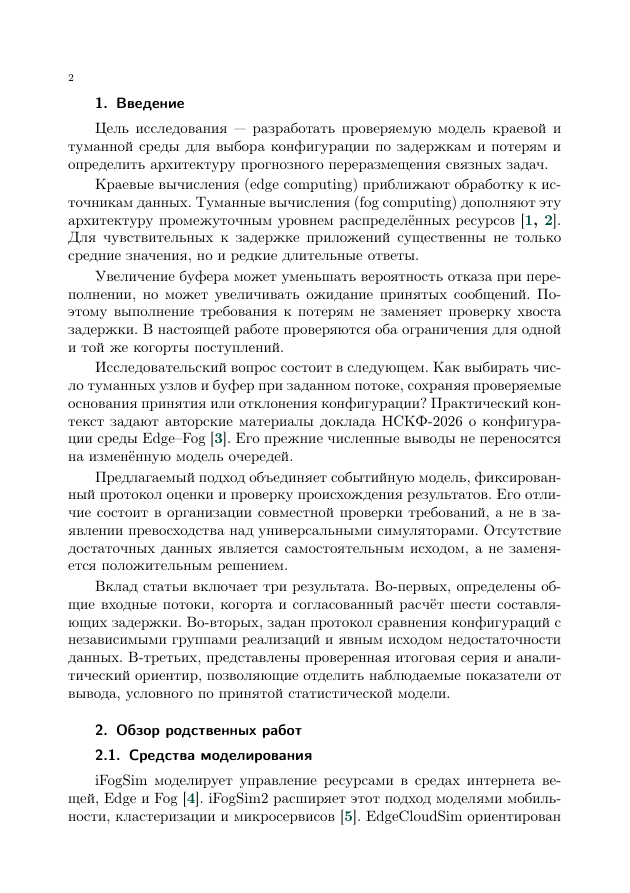 2
1. Введение
Цель исследования — разработать проверяемую модель краевой и
туманной среды для выбора конфигурации по задержкам и потерям и
определить архитектуру прогнозного переразмещения связных задач.
Краевые вычисления (edge computing) приближают обработку к ис-
точникам данных. Туманные вычисления (fog computing) дополняют эту
архитектуру промежуточным уровнем распределённых ресурсов [1, 2].
Для чувствительных к задержке приложений существенны не только
средние значения, но и редкие длительные ответы.
Увеличение буфера может уменьшать вероятность отказа при пере-
полнении, но может увеличивать ожидание принятых сообщений. По-
этому выполнение требования к потерям не заменяет проверку хвоста
задержки. В настоящей работе проверяются оба ограничения для одной
и той же когорты поступлений.
Исследовательский вопрос состоит в следующем. Как выбирать чис-
ло туманных узлов и буфер при заданном потоке, сохраняя проверяемые
основания принятия или отклонения конфигурации? Практический кон-
текст задают авторские материалы доклада НСКФ-2026 о конфигура-
ции среды Edge–Fog [3]. Его прежние численные выводы не переносятся
на изменённую модель очередей.
Предлагаемый подход объединяет событийную модель, фиксирован-
ный протокол оценки и проверку происхождения результатов. Его отли-
чие состоит в организации совместной проверки требований, а не в за-
явлении превосходства над универсальными симуляторами. Отсутствие
достаточных данных является самостоятельным исходом, а не заменя-
ется положительным решением.
Вклад статьи включает три результата. Во-первых, определены об-
щие входные потоки, когорта и согласованный расчёт шести составля-
ющих задержки. Во-вторых, задан протокол сравнения конфигураций с
независимыми группами реализаций и явным исходом недостаточности
данных. В-третьих, представлены проверенная итоговая серия и анали-
тический ориентир, позволяющие отделить наблюдаемые показатели от
вывода, условного по принятой статистической модели.
2. Обзор родственных работ
2.1. Средства моделирования
iFogSim моделирует управление ресурсами в средах интернета ве-
щей, Edge и Fog [4]. iFogSim2 расширяет этот подход моделями мобиль-
ности, кластеризации и микросервисов [5]. EdgeCloudSim ориентирован